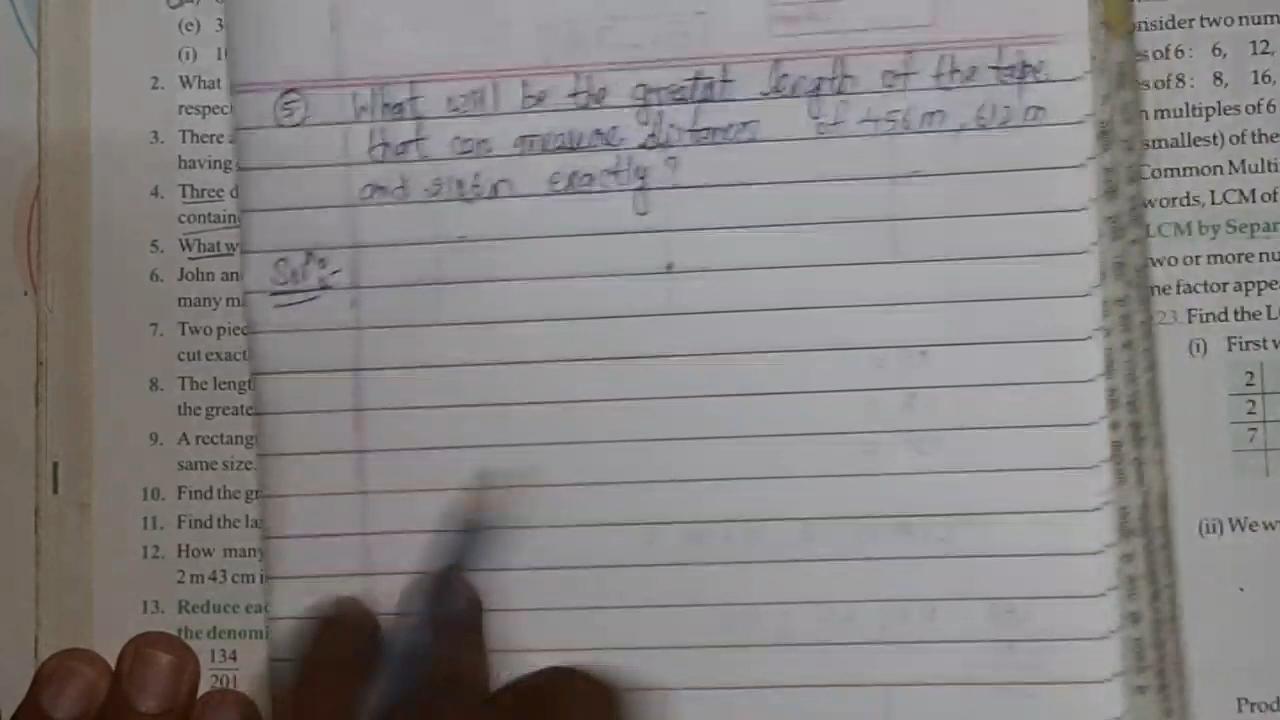 (e) 3
(i) 1
2. What
respec
3. There
having
4. Three d
contain
5. What w
6. John an
many m
7. Two piec
cut exact
8. The lengt
the greate
9. A rectang
same size.
10. Find the gr
11. Find the la
12. How many
2 m 43 cm i
13. Reduce eac
the denomi
134
201
(5) What will be the greatest length of the tape
that can measure distances of 456m, 612m
and exactly?
Soln:-
nsider two num
s of 6: 6, 12,
s of 8: 8, 16,
n multiples of 6
smallest) of the
Common Multi
words, LCM of
LCM by Separ
wo or more nu
ne factor appe
23. Find the L
(i) First w
2
2
7
(ii) We w
Prod